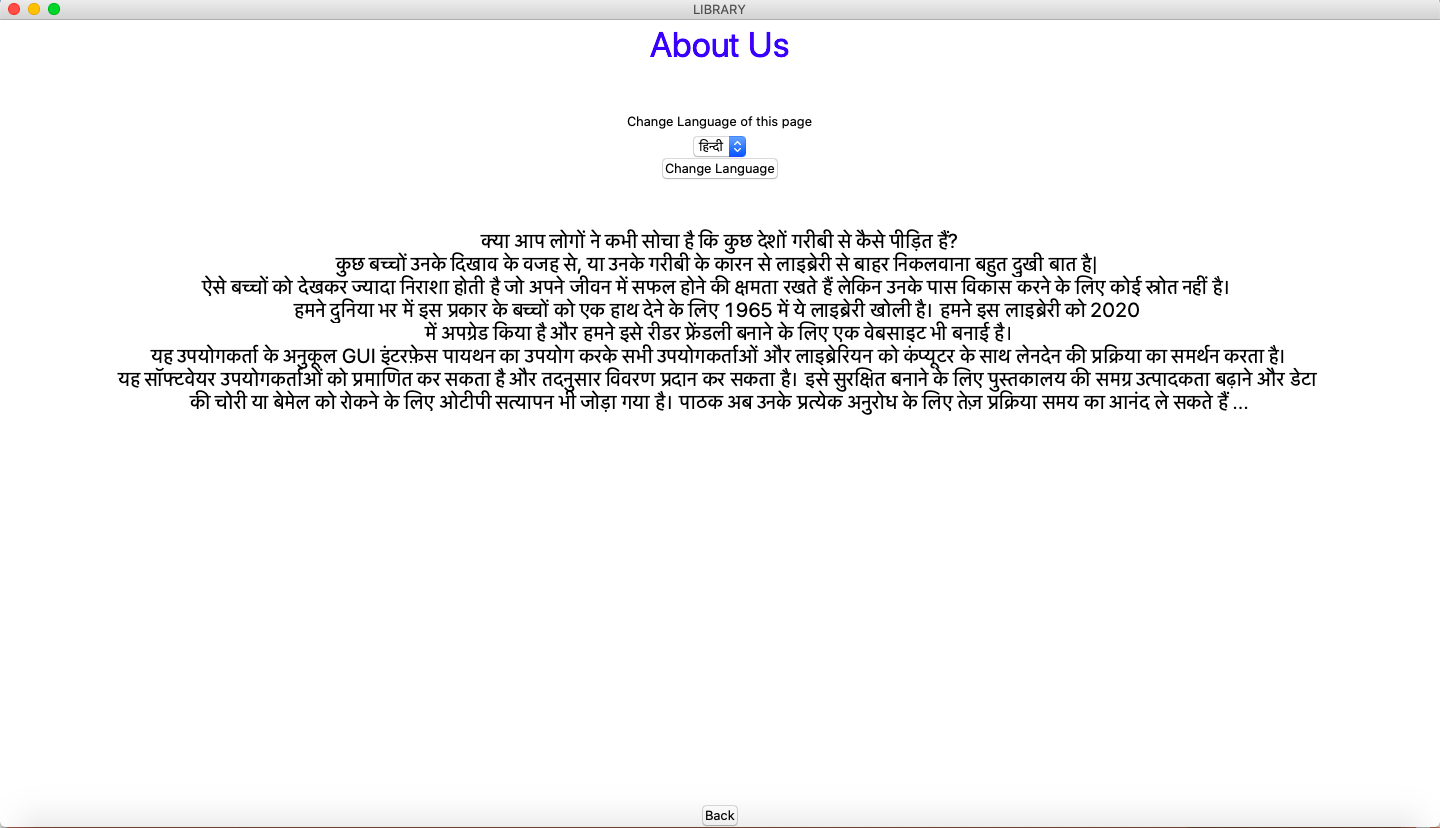 LIBRARY
About Us
Change Language of this page
हिन्दी
Change Language
क्या आप लोगों ने कभी सोचा है कि कुछ देशों गरीबी से कैसे पीड़ित हैं?
कुछ बच्चों उनके दिखाव के वजह से, या उनके गरीबी के कारन से लाइब्रेरी से बाहर निकलवाना बहुत दुखी बात है|
ऐसे बच्चों को देखकर ज्यादा निराशा होती है जो अपने जीवन में सफल होने की क्षमता रखते हैं लेकिन उनके पास विकास करने के लिए कोई स्रोत नहीं है।
हमने दुनिया भर में इस प्रकार के बच्चों को एक हाथ देने के लिए 1965 में ये लाइब्रेरी खोली है। हमने इस लाइब्रेरी को 2020
में अपग्रेड किया है और हमने इसे रीडर फ्रेंडली बनाने के लिए एक वेबसाइट भी बनाई है।
यह उपयोगकर्ता के अनुकूल GUI इंटरफ़ेस पायथन का उपयोग करके सभी उपयोगकर्ताओं और लाइब्रेरियन को कंप्यूटर के साथ लेनदेन की प्रक्रिया का समर्थन करता है।
यह सॉफ्टवेयर उपयोगकर्ताओं को प्रमाणित कर सकता है और तदनुसार विवरण प्रदान कर सकता है। इसे सुरक्षित बनाने के लिए पुस्तकालय की समग्र उत्पादकता बढ़ाने और डेटा
की चोरी या बेमेल को रोकने के लिए ओटीपी सत्यापन भी जोड़ा गया है। पाठक अब उनके प्रत्येक अनुरोध के लिए तेज़ प्रक्रिया समय का आनंद ले सकते हैं ...
Back